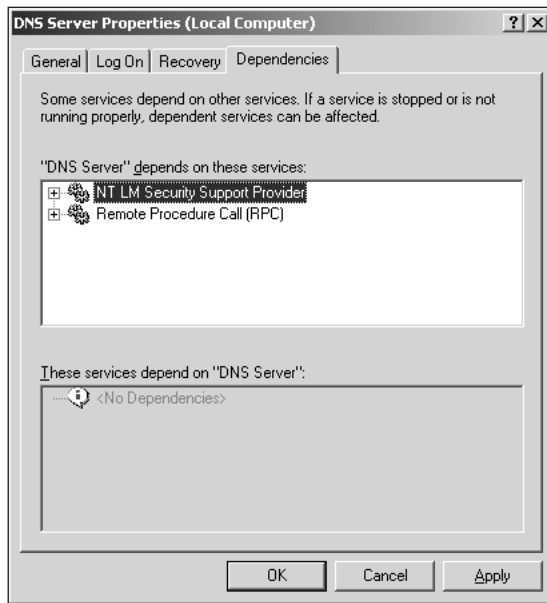 DNS Server Properties (Local Computer)
General
Log On
Recovery
Dependencies
Some services depend on other services. If a service is stopped or is not
running properly, dependent services can be affected.
"DNS Server" depends on these services:
NT LM Security Support Provider
Remote Procedure Call (RPC)
These services depend on "DNS Server":
<No Dependencies>
OK
Cancel
Apply